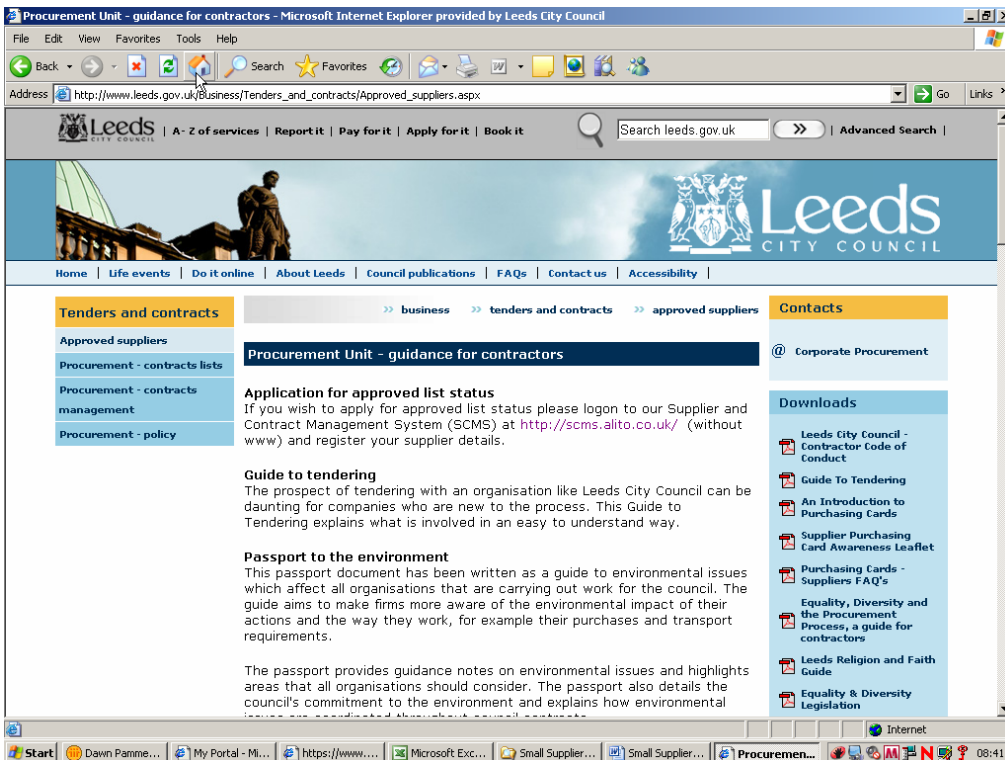 Procurement Unit - guidance for contractors - Microsoft Internet Explorer provided by Leeds City Council
File Edit View Favorites Tools Help
Back Search Favorites
Address http://www.leeds.gov.uk/Business/Tenders_and_contracts/Approved_suppliers.aspx Go Links
Leeds CITY COUNCIL | A- Z of services | Report it | Pay for it | Apply for it | Book it Search leeds.gov.uk | Advanced Search |
Leeds
CITY COUNCIL
Home | Life events | Do it online | About Leeds | Council publications | FAQs | Contact us | Accessibility |
Tenders and contracts
Approved suppliers
Procurement - contracts lists
Procurement - contracts
management
Procurement - policy
>> business >> tenders and contracts >> approved suppliers
Procurement Unit - guidance for contractors
Application for approved list status
If you wish to apply for approved list status please logon to our Supplier and
Contract Management System (SCMS) at http://scms.alito.co.uk/ (without
www) and register your supplier details.
Guide to tendering
The prospect of tendering with an organisation like Leeds City Council can be
daunting for companies who are new to the process. This Guide to
Tendering explains what is involved in an easy to understand way.
Passport to the environment
This passport document has been written as a guide to environmental issues
which affect all organisations that are carrying out work for the council. The
guide aims to make firms more aware of the environmental impact of their
actions and the way they work, for example their purchases and transport
requirements.
The passport provides guidance notes on environmental issues and highlights
areas that all organisations should consider. The passport also details the
council's commitment to the environment and explains how environmental
Contacts
@ Corporate Procurement
Downloads
Leeds City Council -
Contractor Code of
Conduct
Guide To Tendering
An Introduction to
Purchasing Cards
Supplier Purchasing
Card Awareness Leaflet
Purchasing Cards -
Suppliers FAQ's
Equality, Diversity and
the Procurement
Process, a guide for
contractors
Leeds Religion and Faith
Guide
Equality & Diversity
Legislation
Internet
Start Dawn Pamme... My Portal - Mi... https://www.... Microsoft Exc... Small Supplier... Small Supplier... Procuremen... 08:41